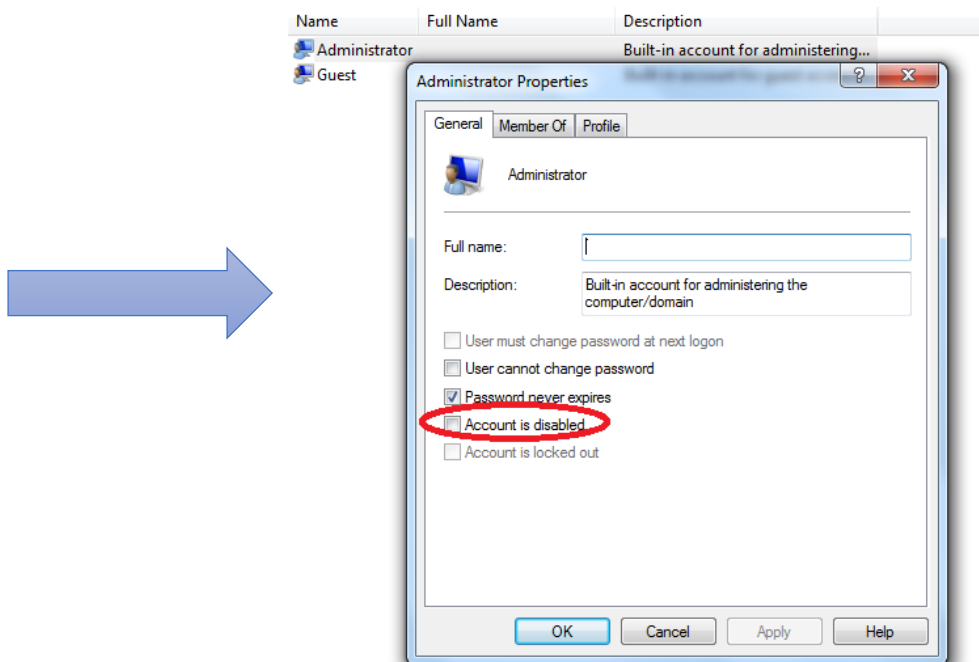 Name Full Name Description
Administrator Built-in account for administering...
Guest
Administrator Properties
General Member Of Profile
Administrator
Full name:
Description: Built-in account for administering the
computer/domain
User must change password at next logon
User cannot change password
Password never expires
Account is disabled
Account is locked out
OK Cancel Apply Help